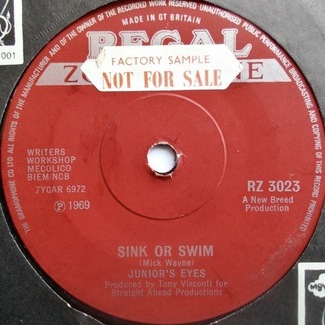 THE GRAMOPHONE CO LTD ALL RIGHTS OF THE MANUFACTURER AND OF THE OWNER OF THE RECORDED WORK RESERVED UNAUTHORISED PUBLIC PERFORMANCE BROADCASTING AND COPYING OF THIS RECORD PROHIBITED
MADE IN GT BRITAIN
REGAL
FACTORY SAMPLE
NOT FOR SALE
WRITERS
WORKSHOP
MECOLICO
BIEM/NCB
7YCAR 6972
℗ 1969
RZ 3023
A New Breed
Production
SINK OR SWIM
(Mick Wayne)
JUNIOR'S EYES
Produced by Tony Visconti for
Straight Ahead Productions
001